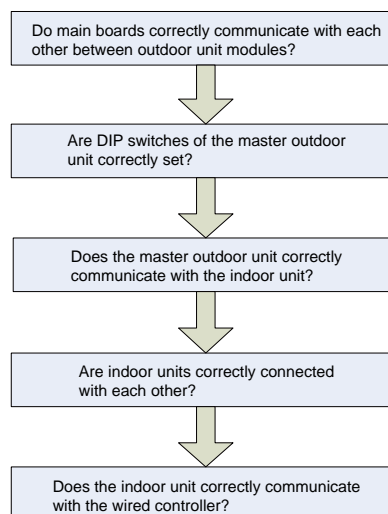 Do main boards correctly communicate with each
other between outdoor unit modules?
Are DIP switches of the master outdoor
unit correctly set?
Does the master outdoor unit correctly
communicate with the indoor unit?
Are indoor units correctly connected
with each other?
Does the indoor unit correctly communicate
with the wired controller?